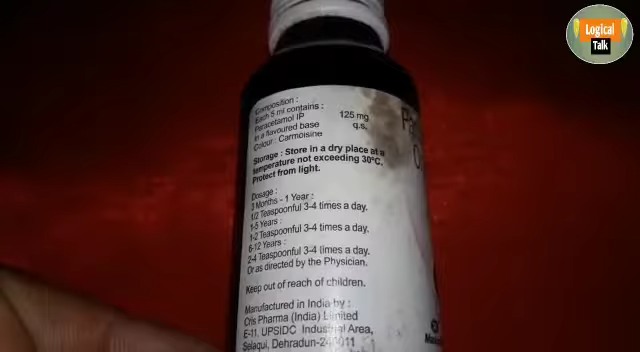 Logical
Talk
Composition :
Each 5 ml contains :
Paracetamol IP 125 mg
In a flavoured base q.s.
Colour : Carmoisine
Storage : Store in a dry place at a
temperature not exceeding 30°C.
Protect from light.
Dosage :
3 Months - 1 Year :
1/2 Teaspoonful 3-4 times a day.
1-5 Years :
1-2 Teaspoonful 3-4 times a day.
6-12 Years :
2-4 Teaspoonful 3-4 times a day.
Or as directed by the Physician.
Keep out of reach of children.
Manufactured in India by :
Otis Pharma (India) Limited
E-11, UPSIDC Industrial Area,
Selaqui, Dehradun-248011